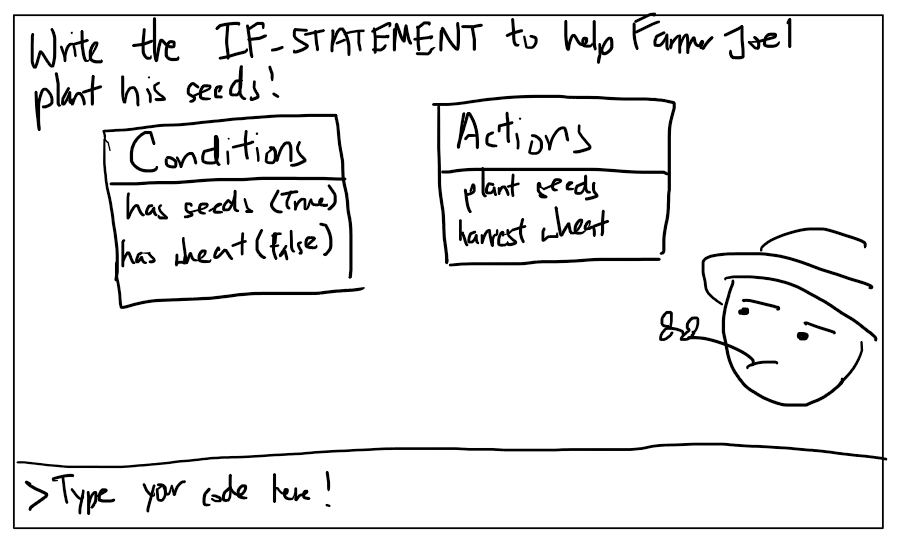 Write the IF-STATEMENT to help Farmer Joel
plant his seeds!
Conditions
has seeds (True)
has wheat (False)
Actions
plant seeds
harvest wheat
>Type your code here!